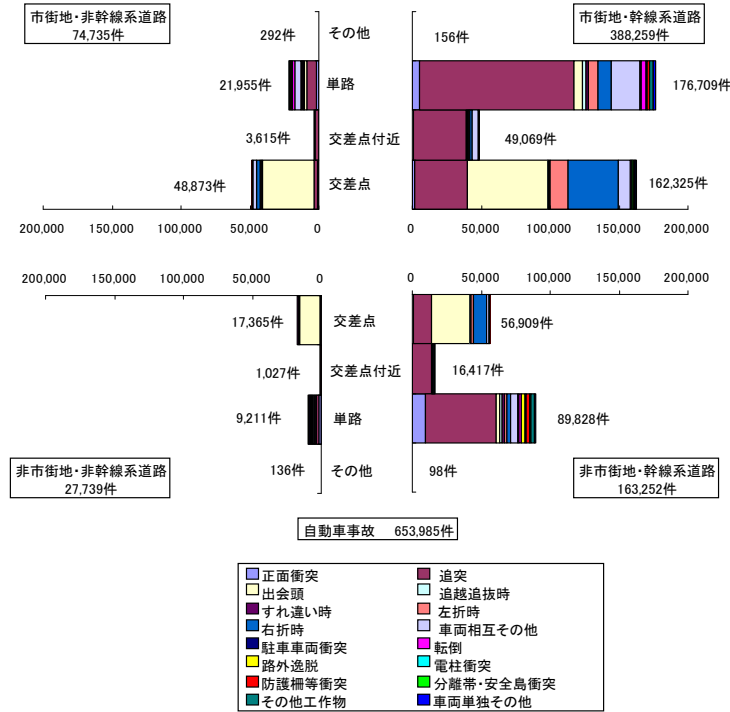 市街地・非幹線系道路
74,735件
市街地・幹線系道路
388,259件
292件
その他
156件
21,955件
単路
176,709件
3,615件
交差点付近
49,069件
48,873件
交差点
162,325件
200,000 150,000 100,000 50,000 0
0 50,000 100,000 150,000 200,000
200,000 150,000 100,000 50,000 0
0 50,000 100,000 150,000 200,000
17,365件
交差点
56,909件
1,027件
交差点付近
16,417件
9,211件
単路
89,828件
136件
その他
98件
非市街地・非幹線系道路
27,739件
非市街地・幹線系道路
163,252件
自動車事故 653,985件
正面衝突 追突
出会頭 追越追抜時
すれ違い時 左折時
右折時 車両相互その他
駐車車両衝突 転倒
路外逸脱 電柱衝突
防護柵等衝突 分離帯・安全島衝突
その他工作物 車両単独その他